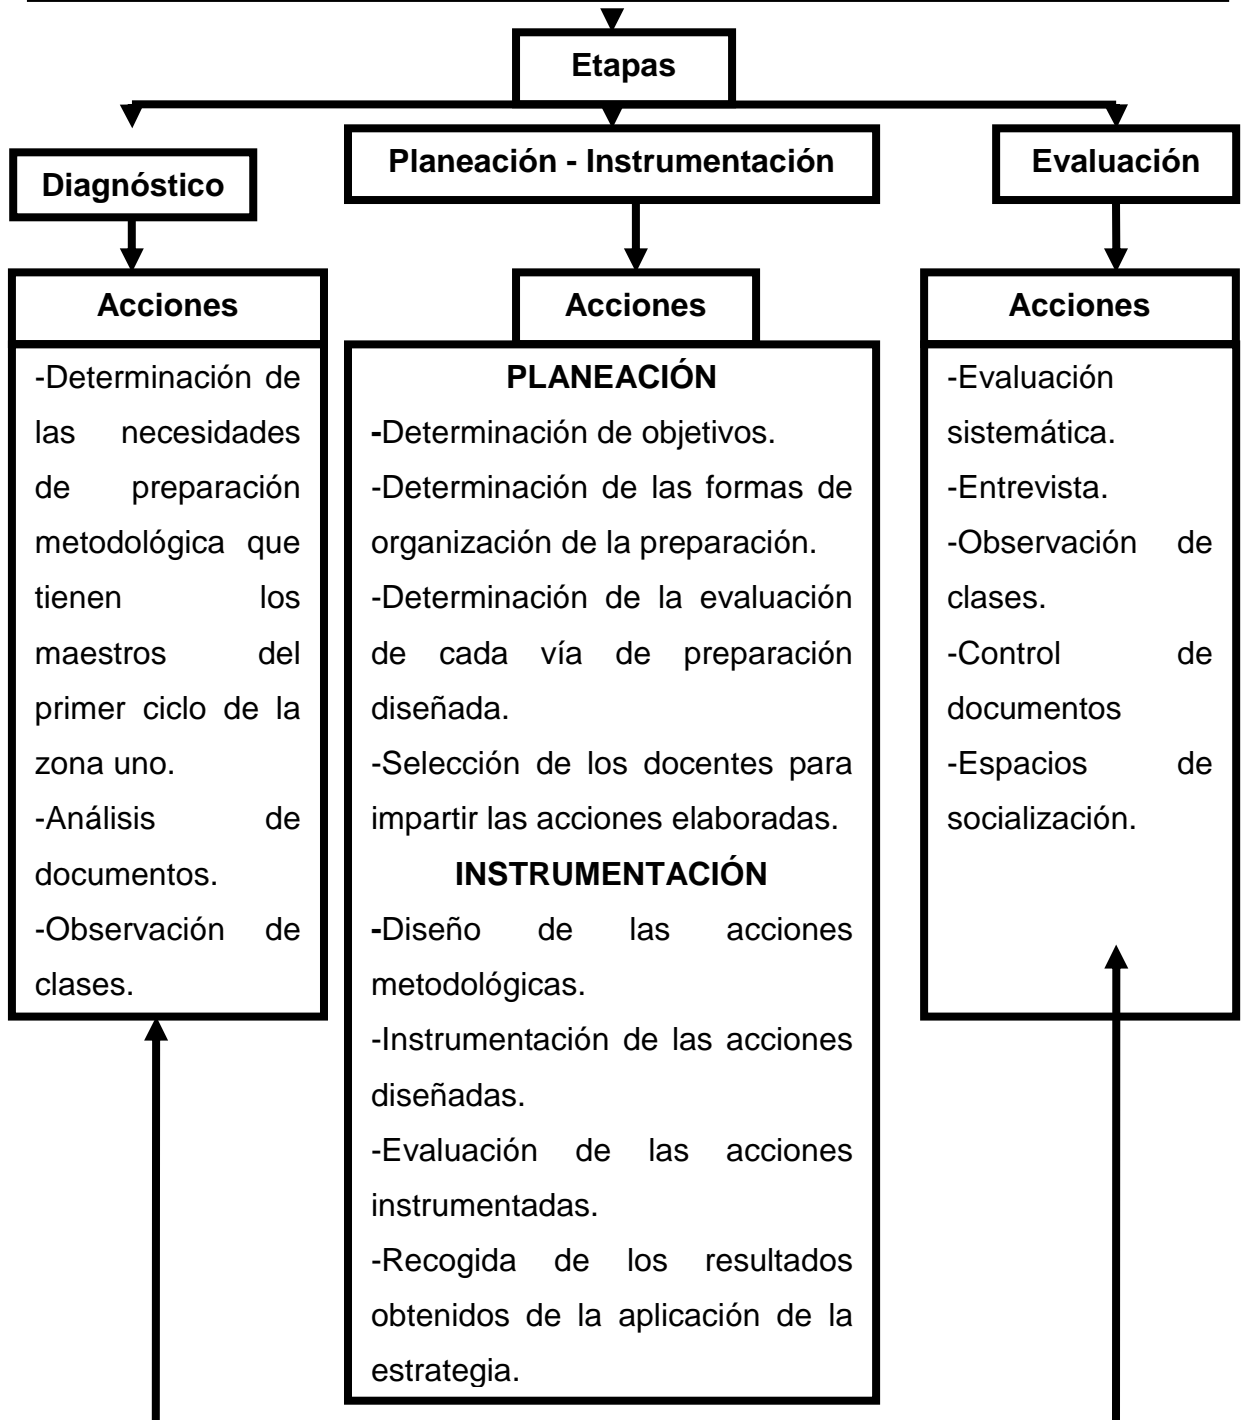 Etapas
Diagnóstico
Planeación - Instrumentación
Evaluación
Acciones
-Determinación de
las necesidades
de preparación
metodológica que
tienen los
maestros del
primer ciclo de la
zona uno.
-Análisis de
documentos.
-Observación de
clases.
Acciones
PLANEACIÓN
-Determinación de objetivos.
-Determinación de las formas de
organización de la preparación.
-Determinación de la evaluación
de cada vía de preparación
diseñada.
-Selección de los docentes para
impartir las acciones elaboradas.
INSTRUMENTACIÓN
-Diseño de las acciones
metodológicas.
-Instrumentación de las acciones
diseñadas.
-Evaluación de las acciones
instrumentadas.
-Recogida de los resultados
obtenidos de la aplicación de la
estrategia.
Acciones
-Evaluación
sistemática.
-Entrevista.
-Observación de
clases.
-Control de
documentos
-Espacios de
socialización.